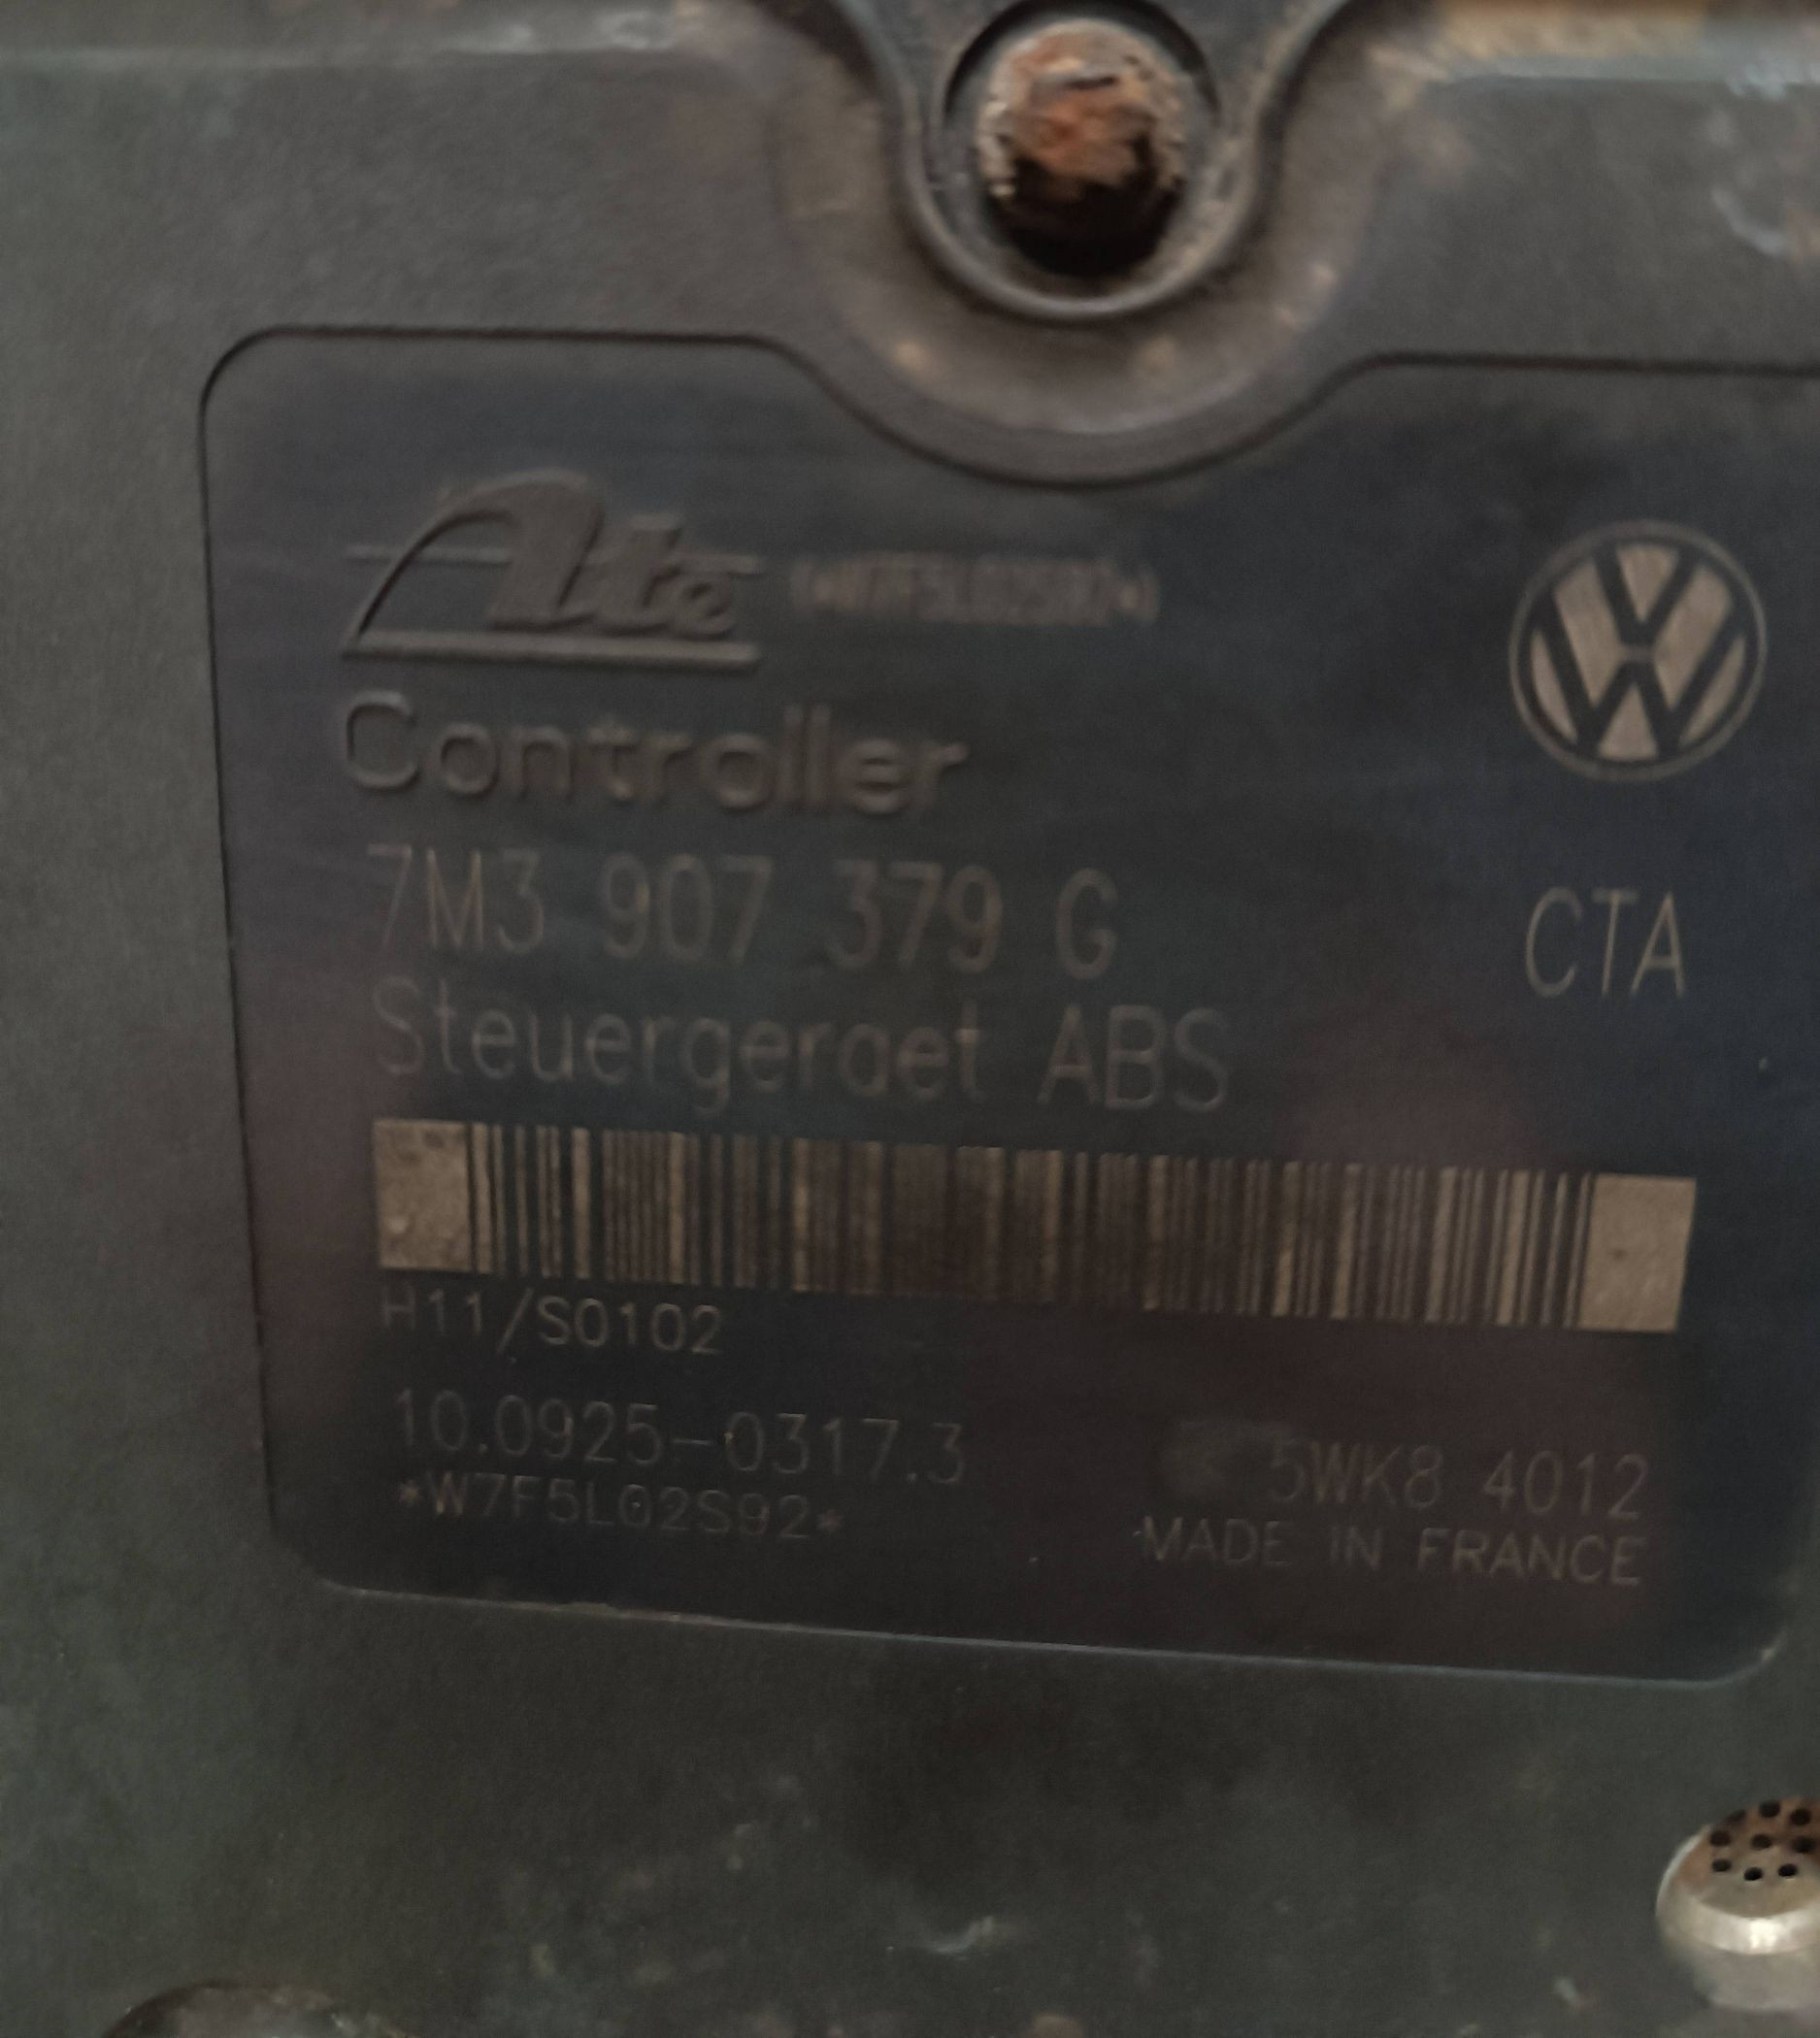 Ate
Controller
7M3 907 379 G CTA
Steuergeraet ABS
H11/S0102
10.0925-0317.3 5WK8 4012
*W7F5L02S92* MADE IN FRANCE